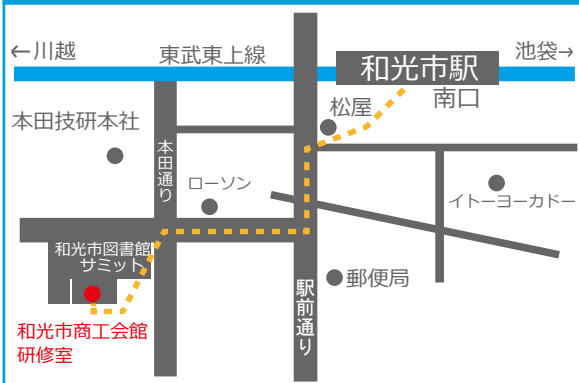 ←川越
東武東上線
和光市駅
池袋→
南口
松屋
本田技研本社
本田通り
ローソン
イトーヨーカドー
和光市図書館
サミット
郵便局
駅前通り
和光市商工会館
研修室